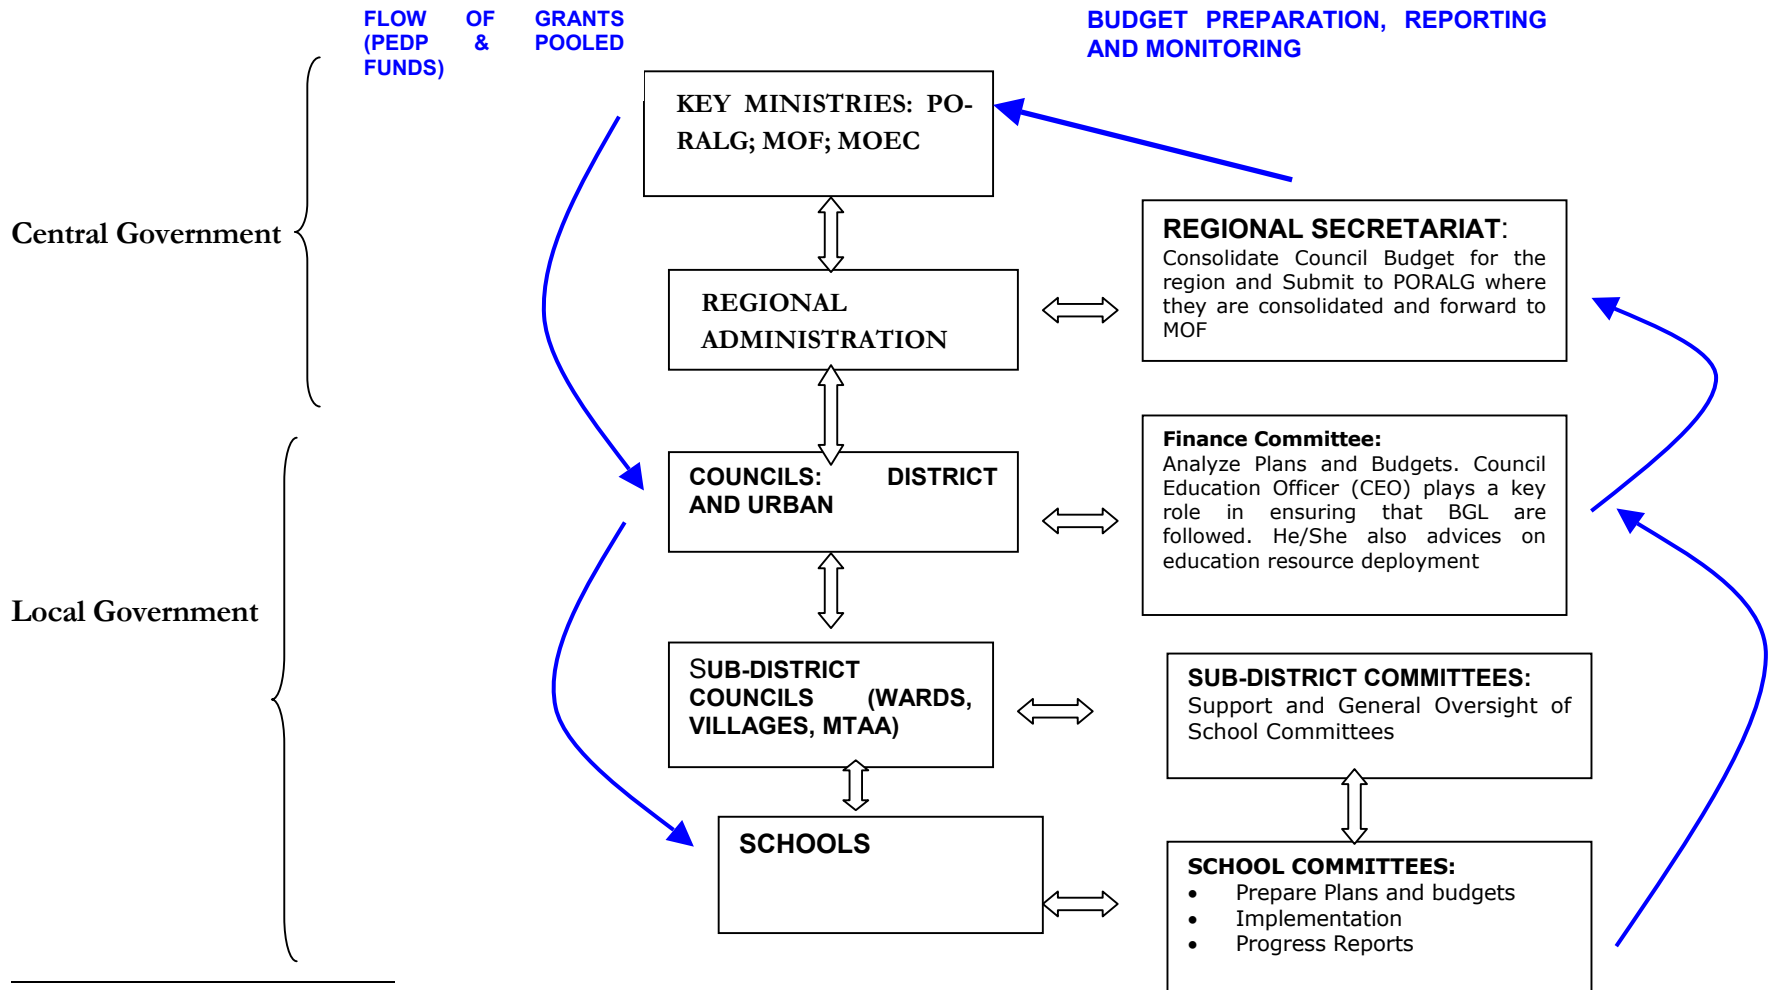 FLOW OF GRANTS
(PEDP & POOLED
FUNDS)
BUDGET PREPARATION, REPORTING
AND MONITORING
KEY MINISTRIES: PO-
RALG; MOF; MOEC
Central Government
REGIONAL SECRETARIAT:
Consolidate Council Budget for the
region and Submit to PORALG where
they are consolidated and forward to
MOF
REGIONAL
ADMINISTRATION
Finance Committee:
Analyze Plans and Budgets. Council
Education Officer (CEO) plays a key
role in ensuring that BGL are
followed. He/She also advices on
education resource deployment
COUNCILS: DISTRICT
AND URBAN
Local Government
SUB-DISTRICT
COUNCILS (WARDS,
VILLAGES, MTAA)
SUB-DISTRICT COMMITTEES:
Support and General Oversight of
School Committees
SCHOOLS
SCHOOL COMMITTEES:
• Prepare Plans and budgets
• Implementation
• Progress Reports